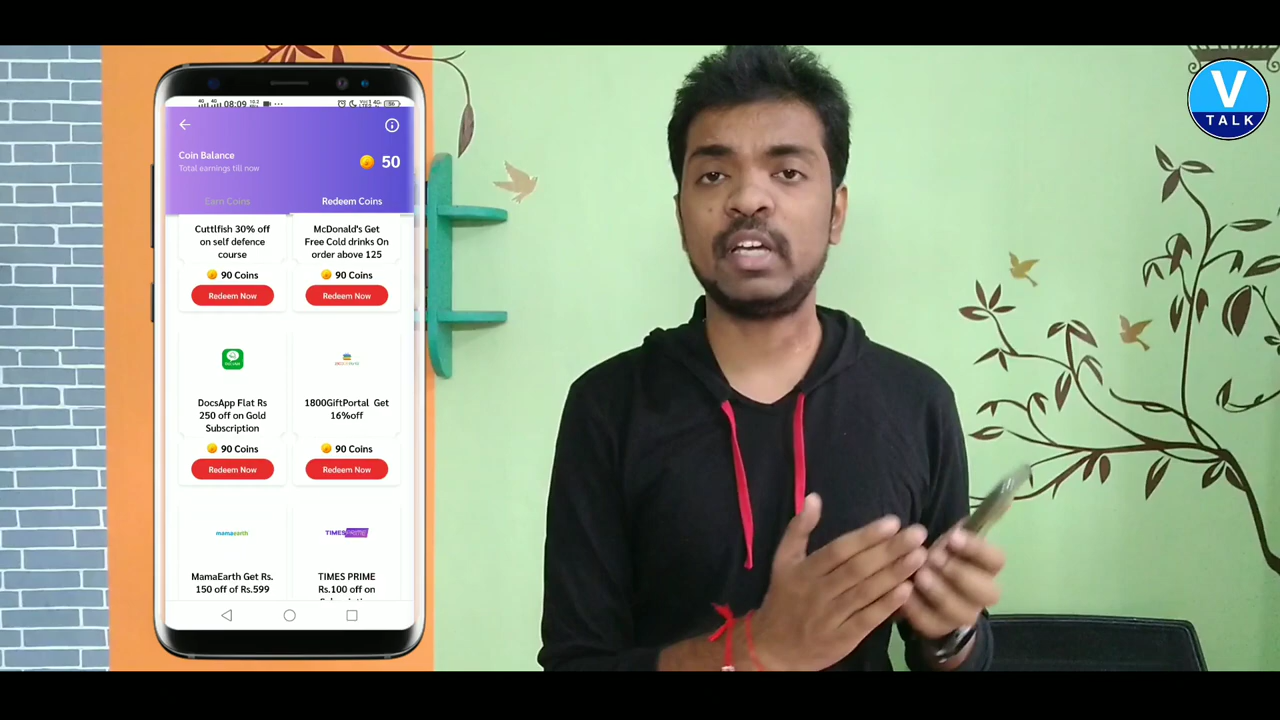 08:09
56
Coin Balance
Total earnings till now
50
Earn Coins
Redeem Coins
Cuttlfish 30% off
on self defence
course
90 Coins
Redeem Now
McDonald's Get
Free Cold drinks On
order above 125
90 Coins
Redeem Now
DocsApp Flat Rs
250 off on Gold
Subscription
90 Coins
Redeem Now
1800GiftPortal Get
16%off
90 Coins
Redeem Now
mamaearth
MamaEarth Get Rs.
150 off of Rs.599
TIMES PRIME
TIMES PRIME
Rs.100 off on
V
TALK